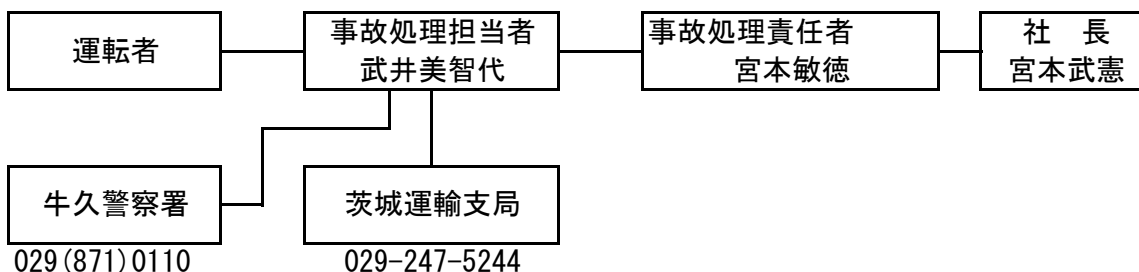 運転者
事故処理担当者
武井美智代
事故処理責任者
宮本敏徳
社　長
宮本武憲
牛久警察署
茨城運輸支局
029(871)0110
029-247-5244